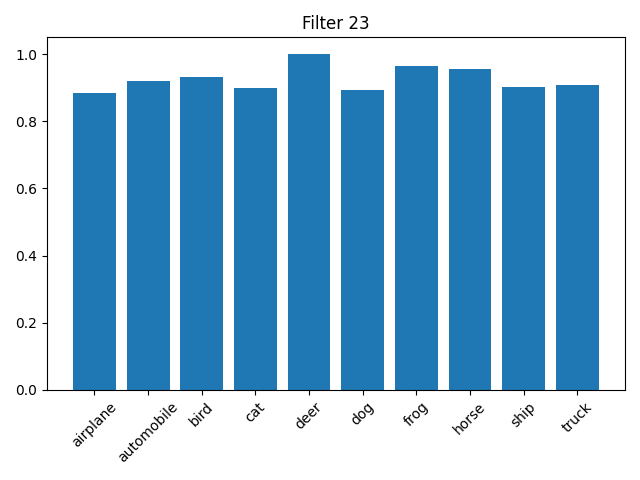 Filter 23
1.0
0.8
0.6
0.4
0.2
0.0
airplane
automobile
bird
cat
deer
dog
frog
horse
ship
truck